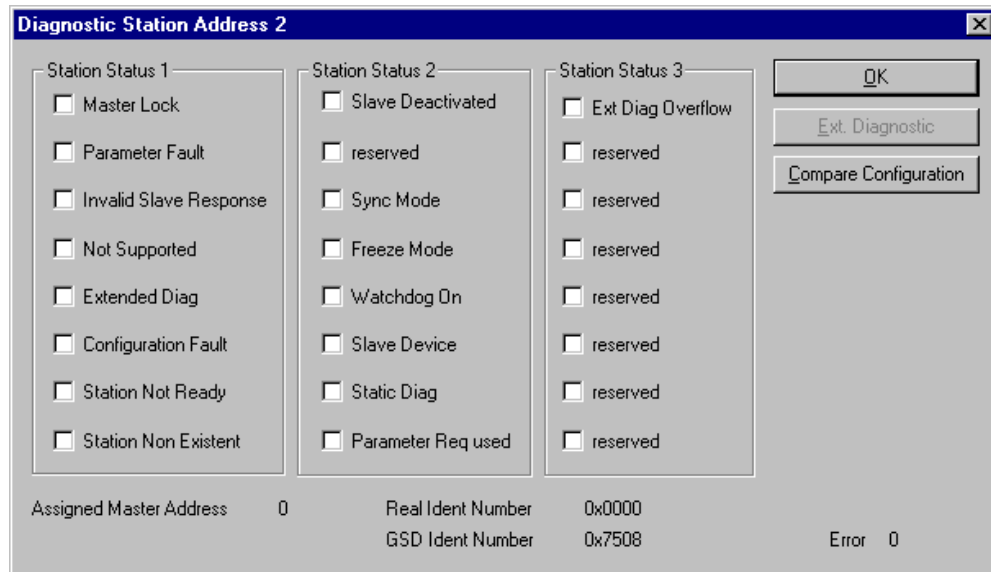 Diagnostic Station Address 2
Station Status 1
Master Lock
Parameter Fault
Invalid Slave Response
Not Supported
Extended Diag
Configuration Fault
Station Not Ready
Station Non Existent
Station Status 2
Slave Deactivated
reserved
Sync Mode
Freeze Mode
Watchdog On
Slave Device
Static Diag
Parameter Req used
Station Status 3
Ext Diag Overflow
reserved
reserved
reserved
reserved
reserved
reserved
reserved
OK
Ext. Diagnostic
Compare Configuration
Assigned Master Address 0
Real Ident Number 0x0000
GSD Ident Number 0x7508
Error 0